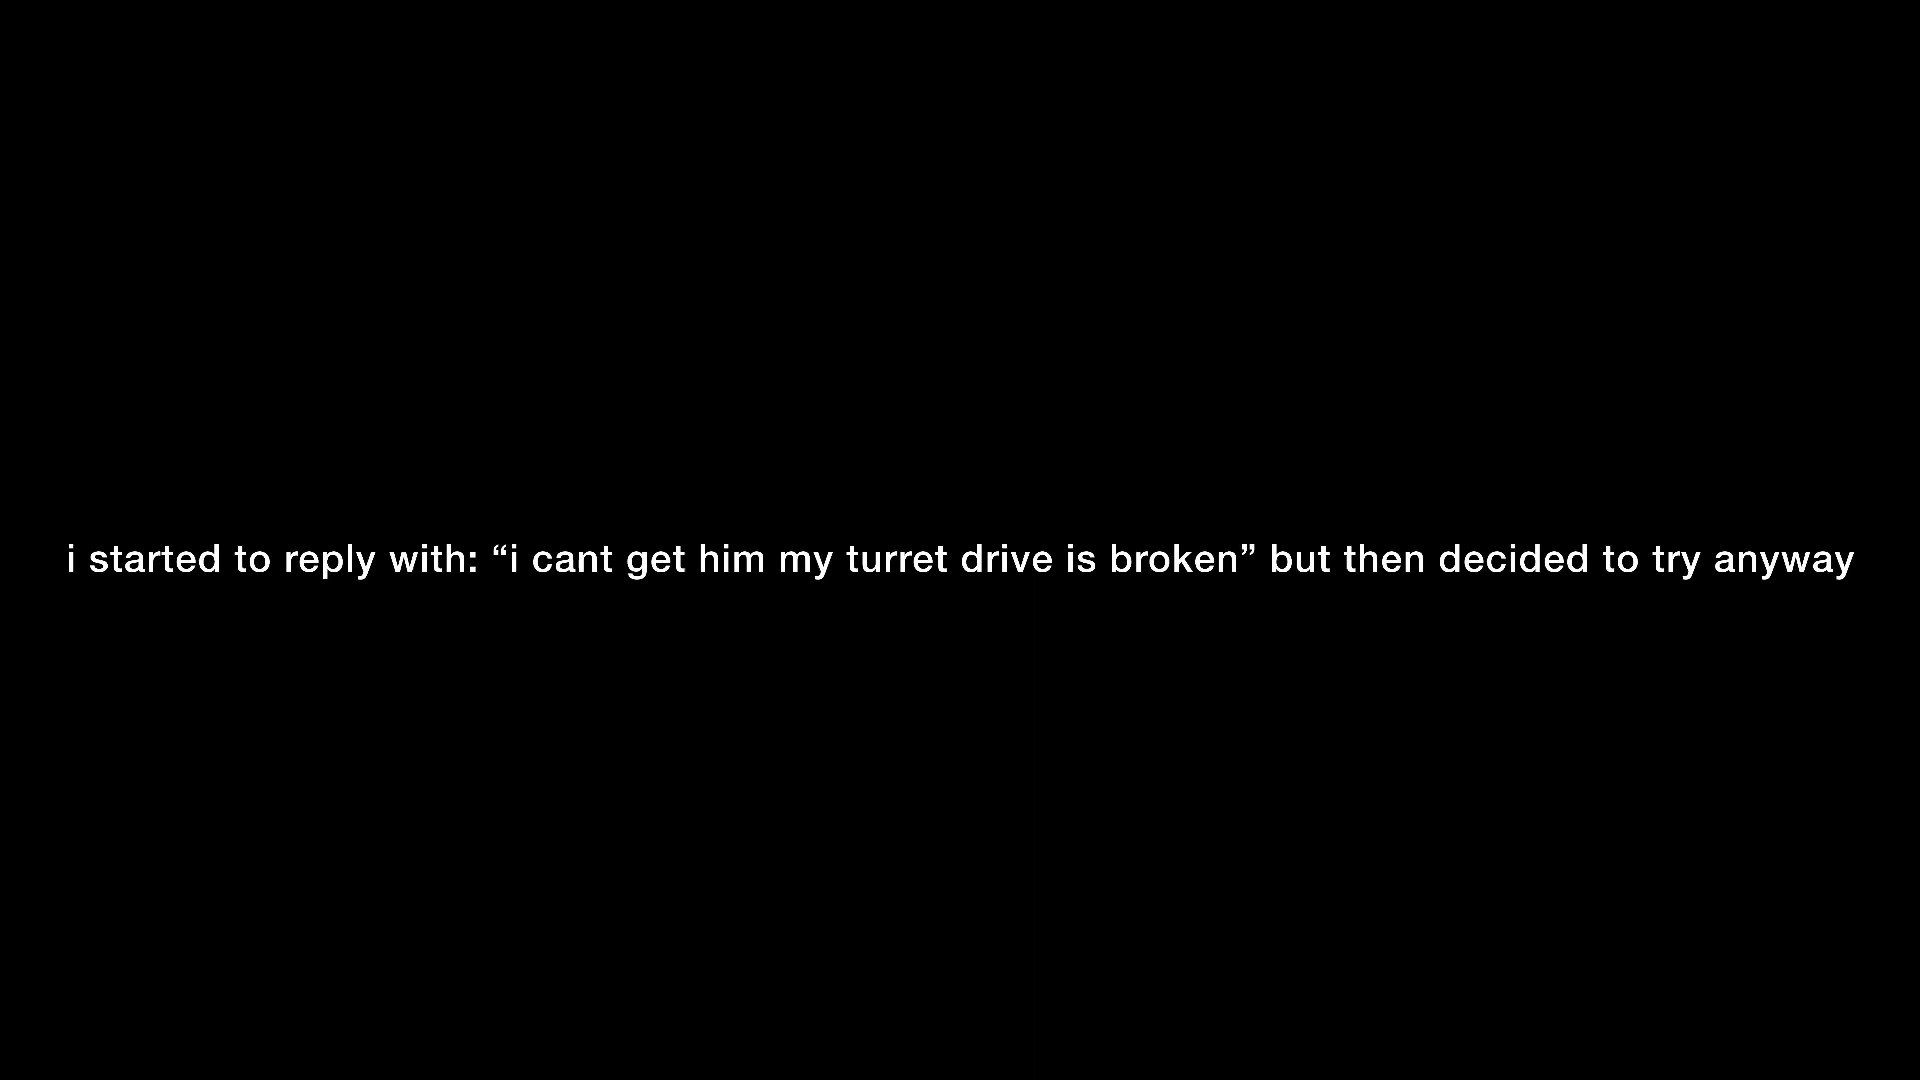 i started to reply with: “i cant get him my turret drive is broken” but then decided to try anyway